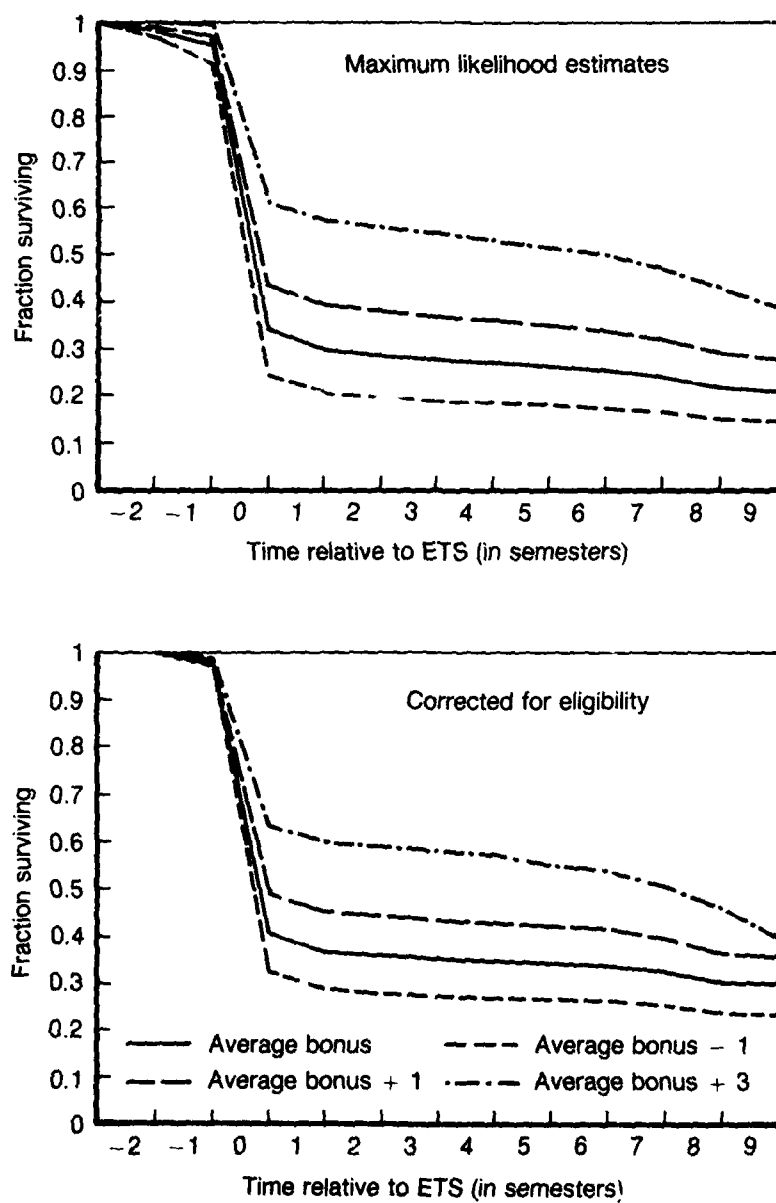 Maximum likelihood estimates
1
0.9
0.8
0.7
0.6
0.5
0.4
0.3
0.2
0.1
0
Fraction surviving
−2 −1 0 1 2 3 4 5 6 7 8 9
Time relative to ETS (in semesters)
Corrected for eligibility
1
0.9
0.8
0.7
0.6
0.5
0.4
0.3
0.2
0.1
0
Fraction surviving
Average bonus Average bonus − 1
Average bonus + 1 Average bonus + 3
−2 −1 0 1 2 3 4 5 6 7 8 9
Time relative to ETS (in semesters)